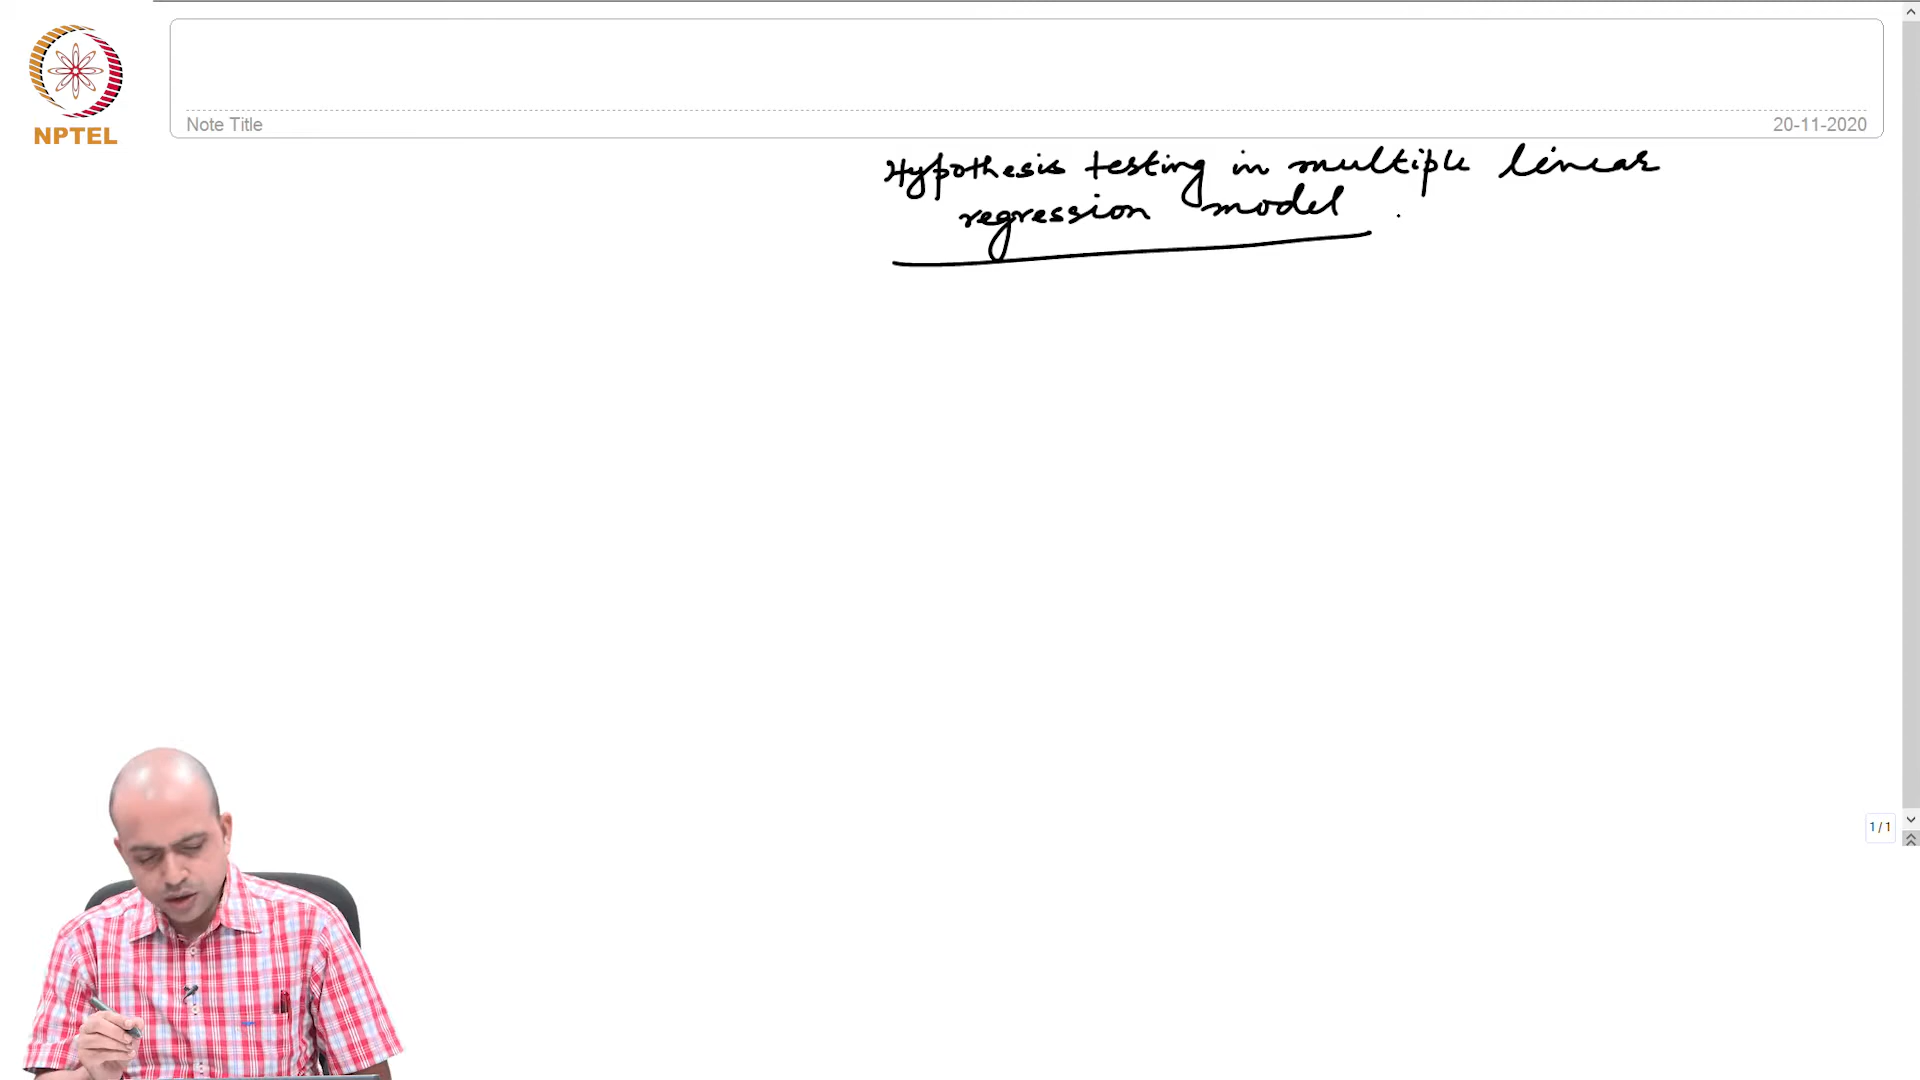 NPTEL
Note Title
20-11-2020
Hypothesis testing in multiple linear
regression model
1 / 1